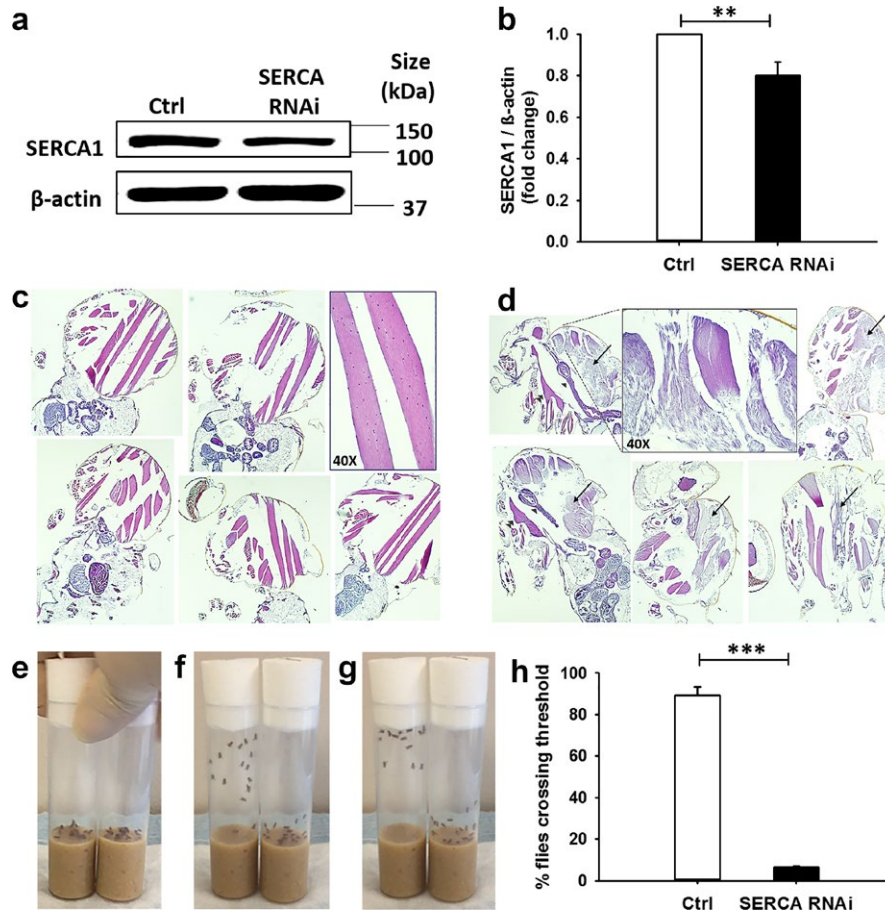 a
Size
(kDa)
Ctrl
SERCA
RNAi
SERCA1
150
100
β-actin
37
b
**
1.0
0.8
0.6
0.4
0.2
0.0
SERCA1 / ß-actin
(fold change)
Ctrl
SERCA RNAi
c
40X
d
40X
e
f
g
h
***
100
80
60
40
20
0
% flies crossing threshold
Ctrl
SERCA RNAi